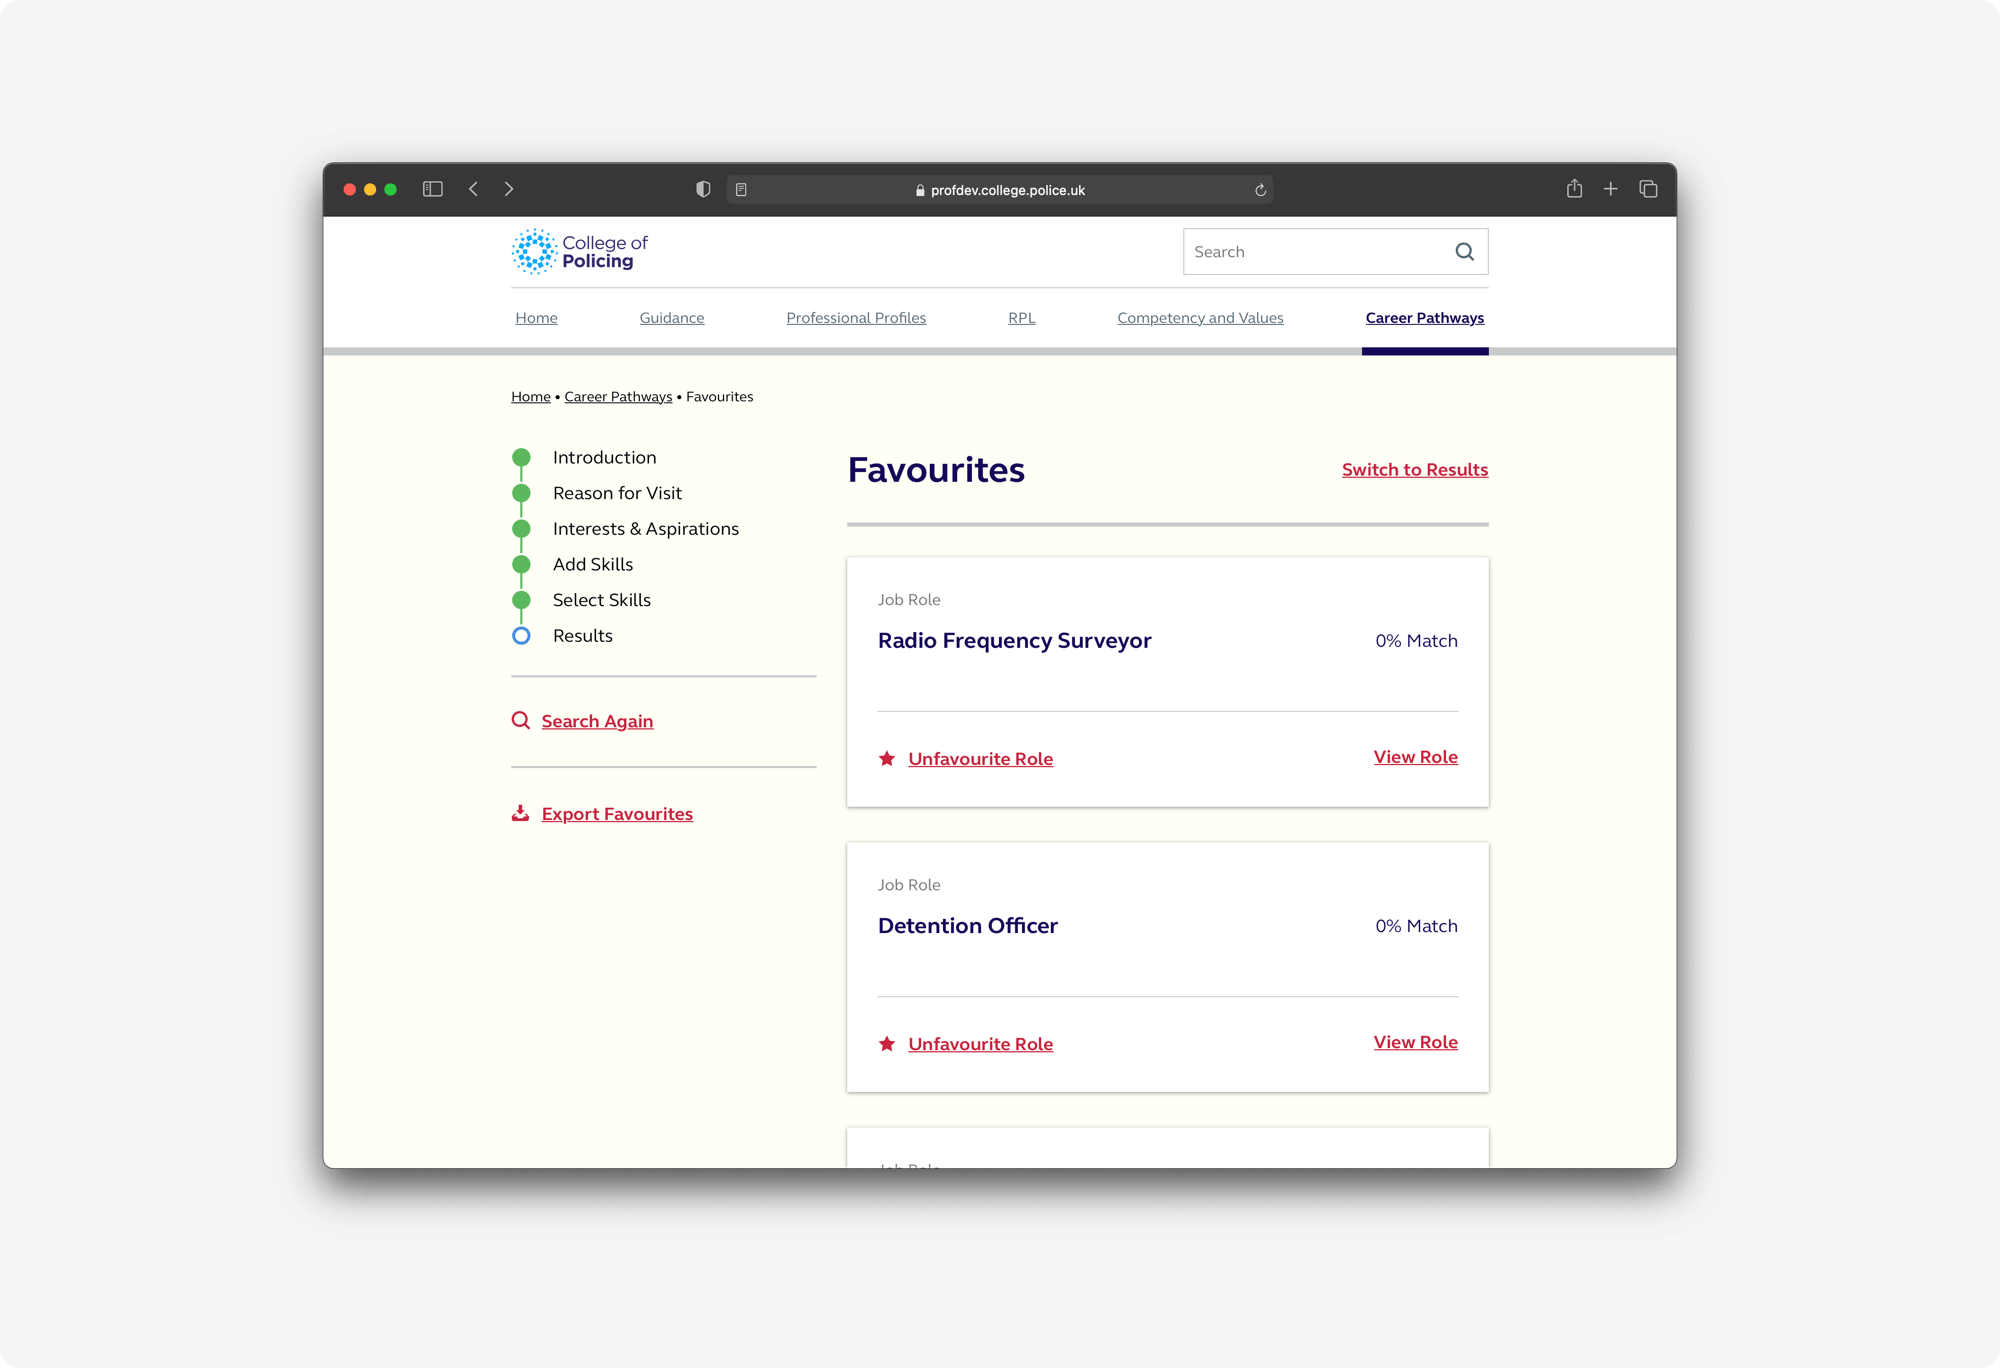 profdev.college.police.uk
College of
Policing
Search
Home
Guidance
Professional Profiles
RPL
Competency and Values
Career Pathways
Home • Career Pathways • Favourites
Introduction
Reason for Visit
Interests & Aspirations
Add Skills
Select Skills
Results
Search Again
Export Favourites
Favourites
Switch to Results
Job Role
Radio Frequency Surveyor
0% Match
Unfavourite Role
View Role
Job Role
Detention Officer
0% Match
Unfavourite Role
View Role
Job Role